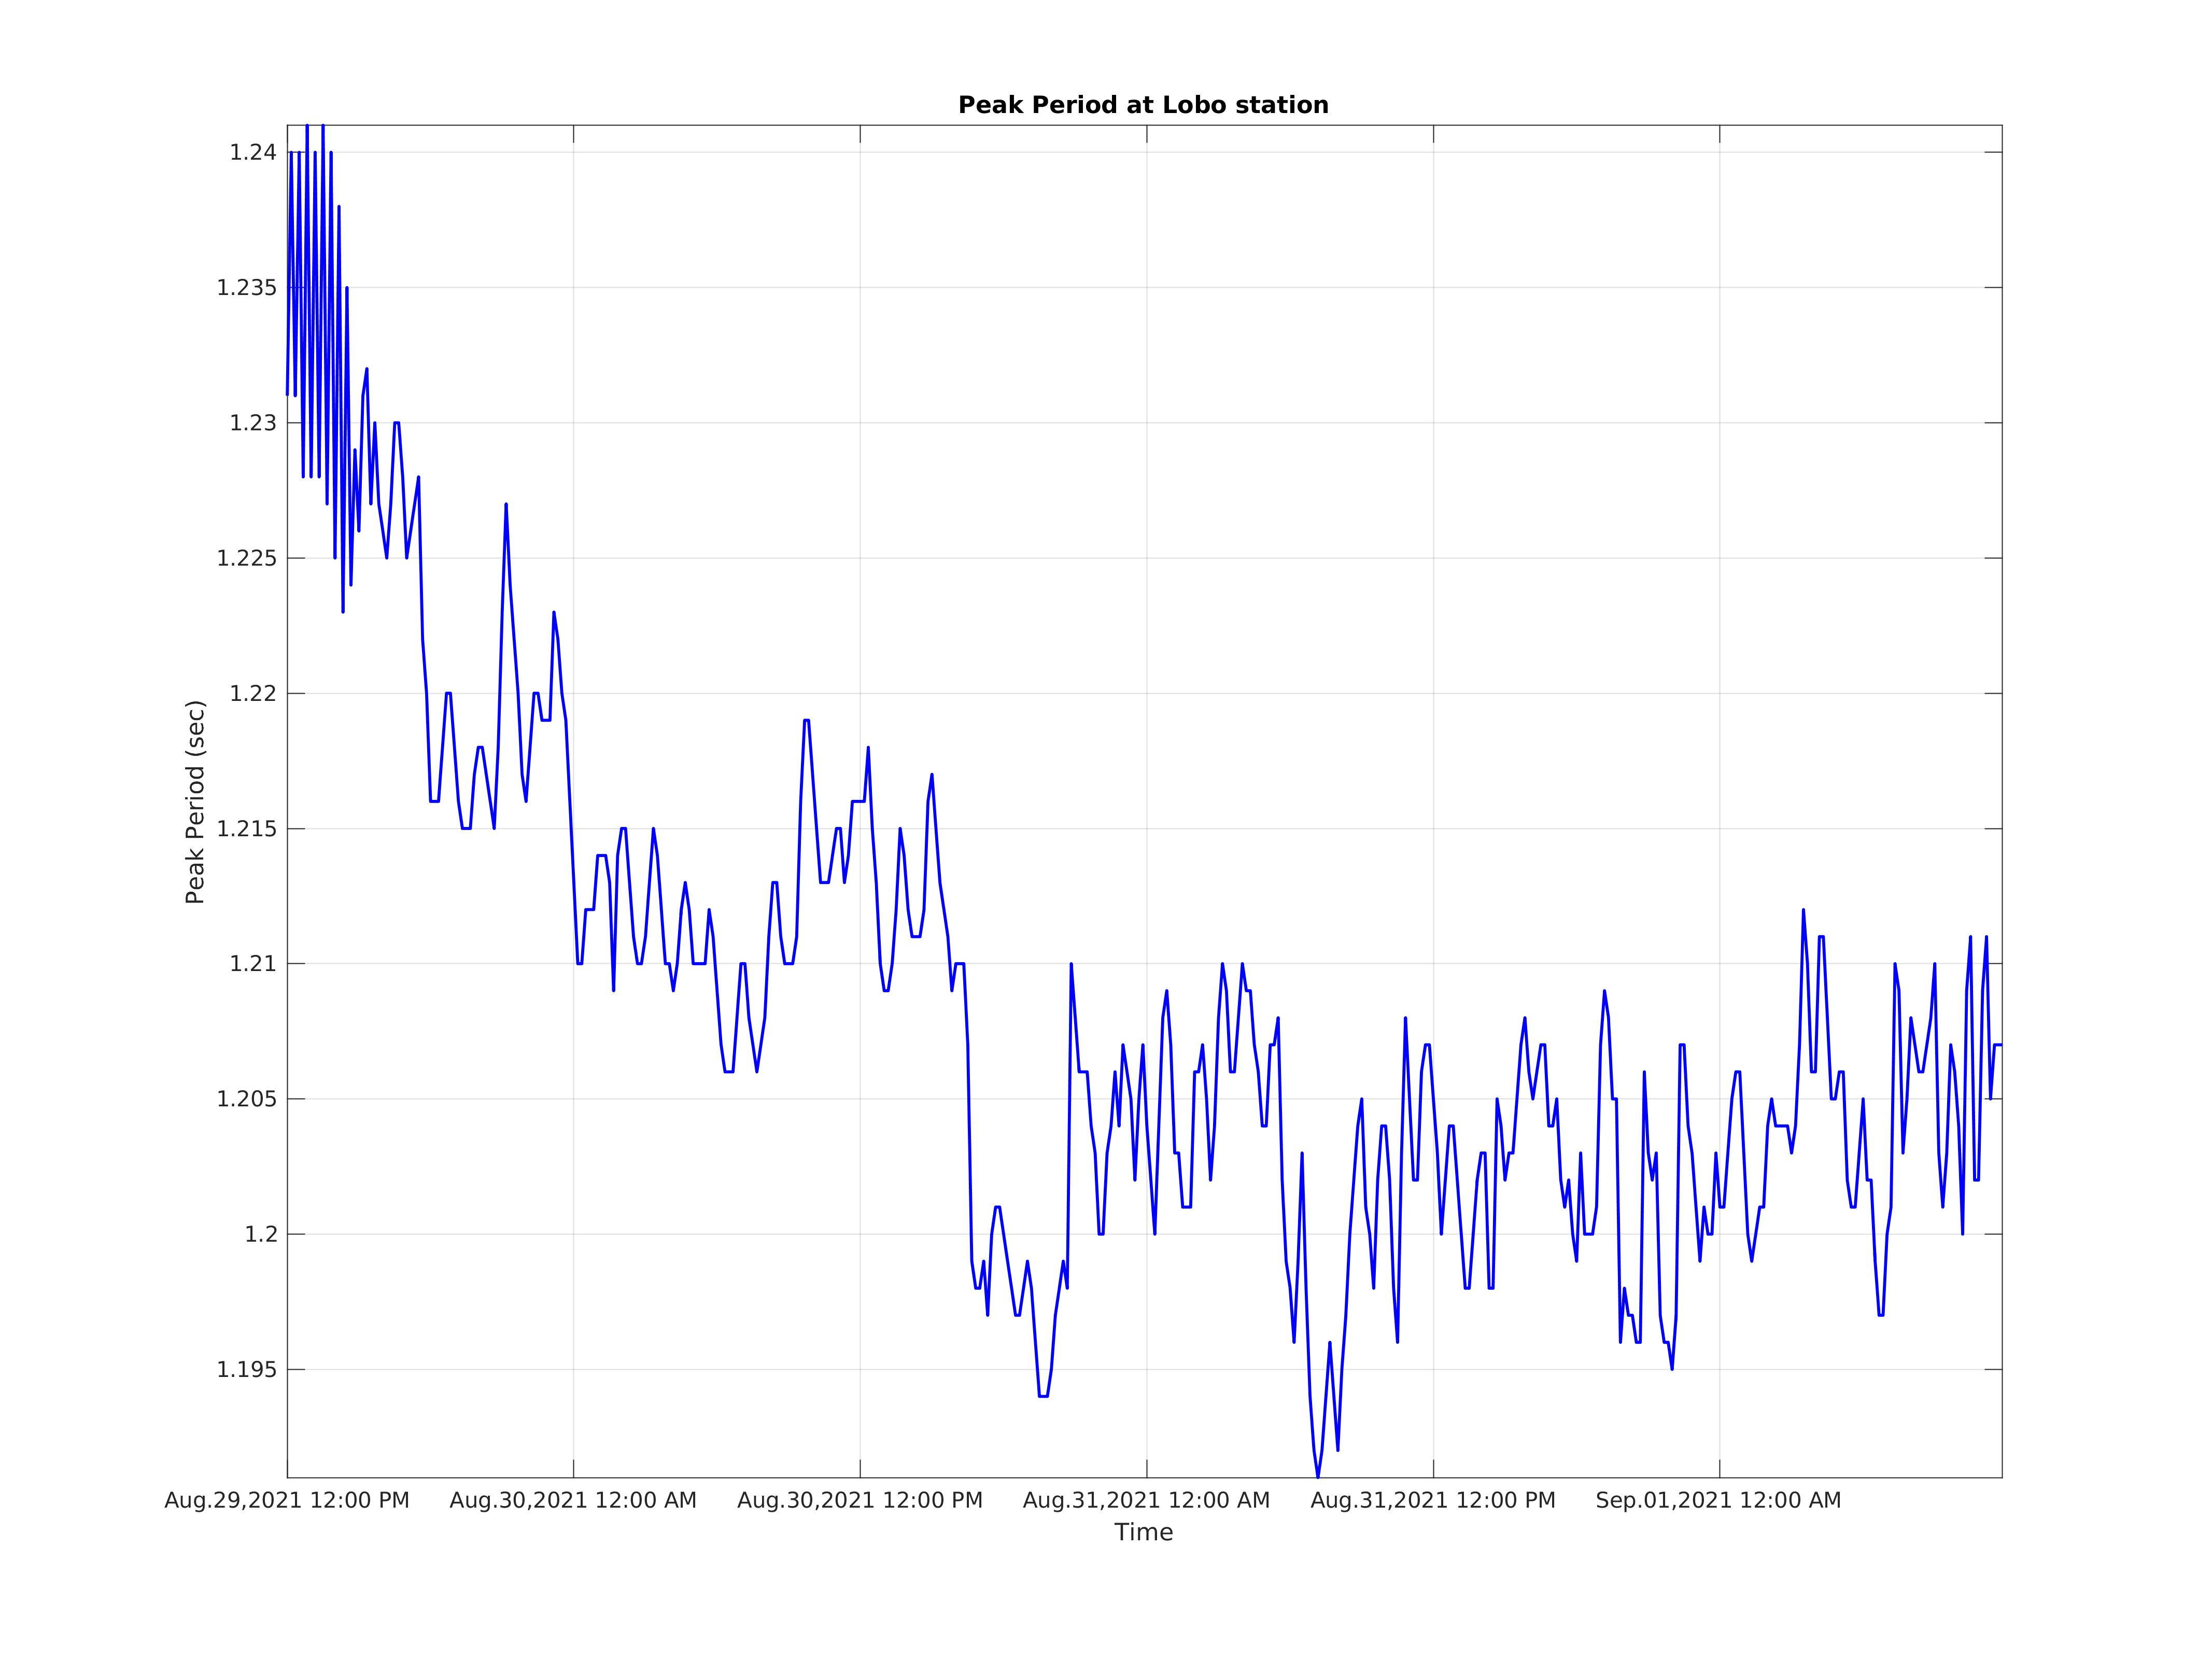 Peak Period at Lobo station
1.24
1.235
1.23
1.225
1.22
1.215
1.21
1.205
1.2
1.195
Peak Period (sec)
Aug.29,2021 12:00 PM Aug.30,2021 12:00 AM Aug.30,2021 12:00 PM Aug.31,2021 12:00 AM Aug.31,2021 12:00 PM Sep.01,2021 12:00 AM
Time